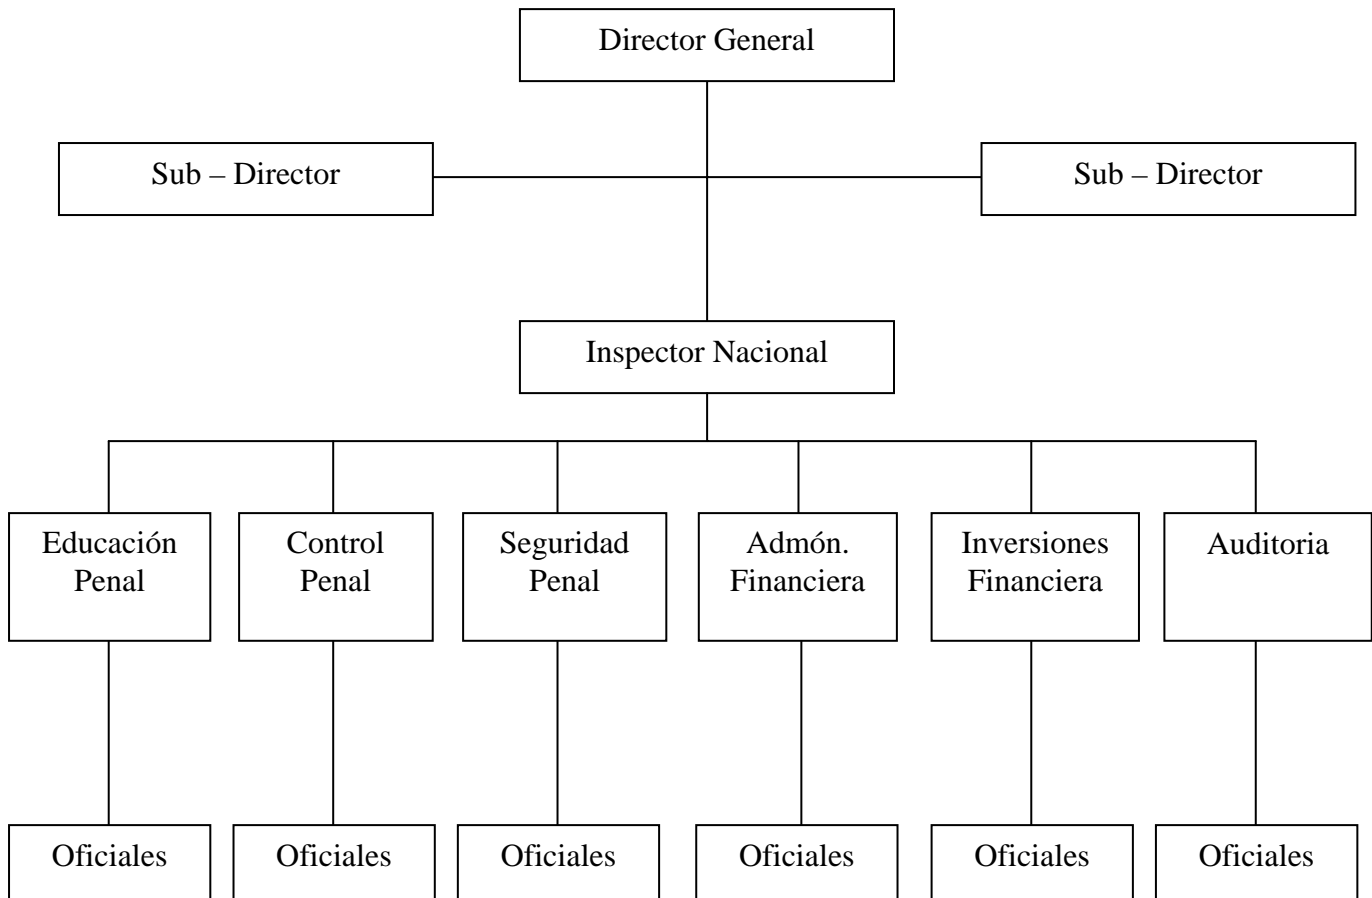 Director General
Sub – Director
Sub – Director
Inspector Nacional
Educación
Penal
Control
Penal
Seguridad
Penal
Admón.
Financiera
Inversiones
Financiera
Auditoria
Oficiales
Oficiales
Oficiales
Oficiales
Oficiales
Oficiales